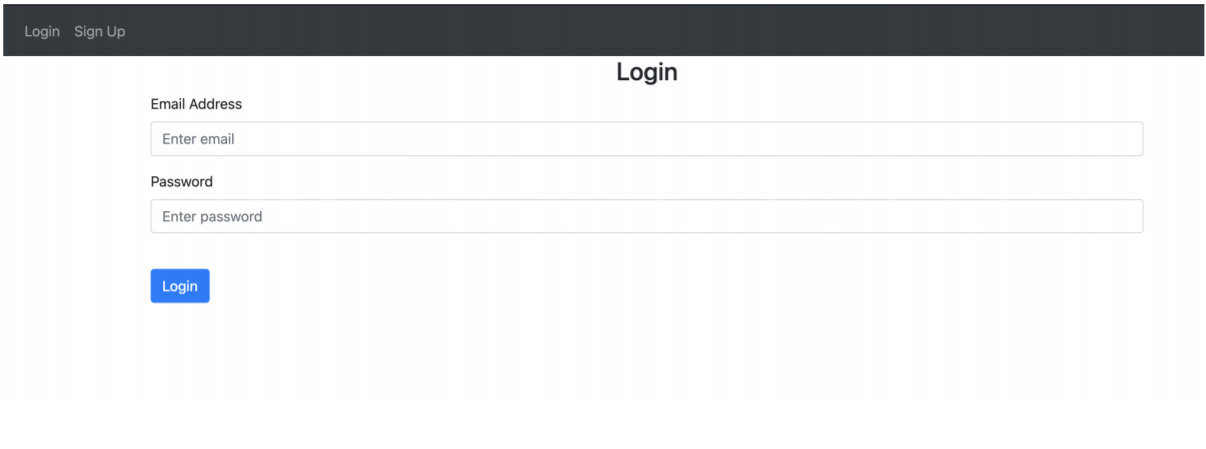 Login Sign Up
Login
Email Address
Enter email
Password
Enter password
Login